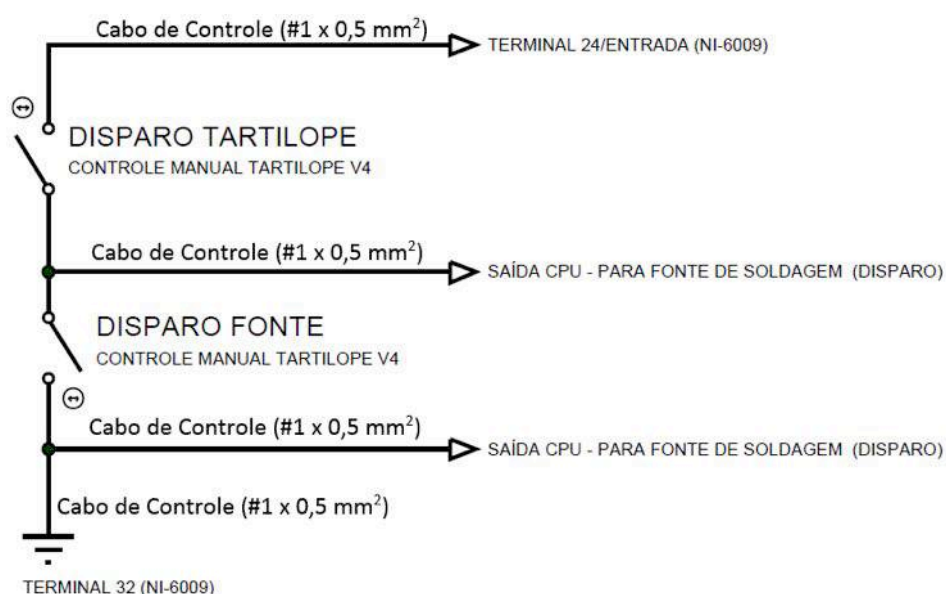 Cabo de Controle (#1 x 0,5 mm²)
TERMINAL 24/ENTRADA (NI-6009)
DISPARO TARTILOPE
CONTROLE MANUAL TARTILOPE V4
Cabo de Controle (#1 x 0,5 mm²)
SAÍDA CPU - PARA FONTE DE SOLDAGEM (DISPARO)
DISPARO FONTE
CONTROLE MANUAL TARTILOPE V4
Cabo de Controle (#1 x 0,5 mm²)
SAÍDA CPU - PARA FONTE DE SOLDAGEM (DISPARO)
Cabo de Controle (#1 x 0,5 mm²)
TERMINAL 32 (NI-6009)